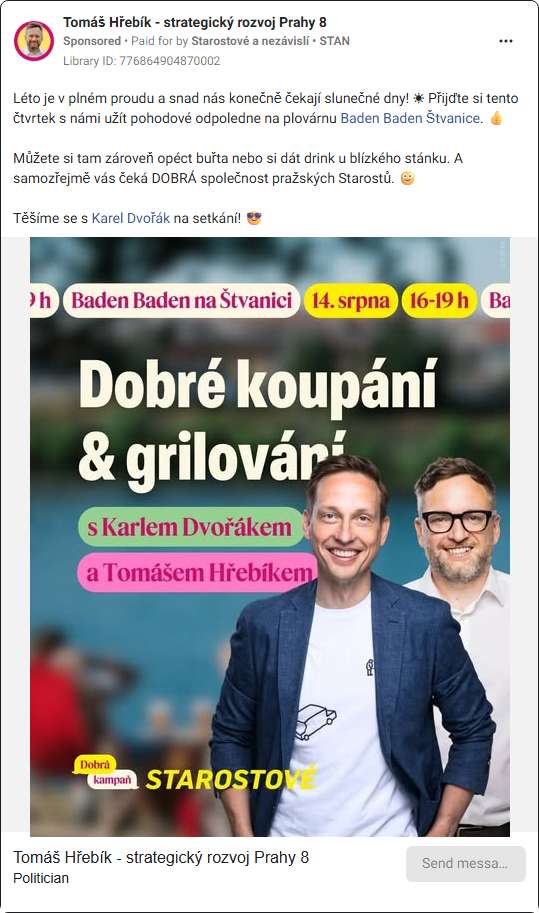 Tomáš Hřebík - strategický rozvoj Prahy 8
Sponsored • Paid for by Starostové a nezávislí • STAN
Library ID: 776864904870002
Léto je v plném proudu a snad nás konečně čekají slunečné dny! ☀ Přijďte si tento
čtvrtek s námi užít pohodové odpoledne na plovárnu Baden Baden Štvanice. 👍
Můžete si tam zároveň opéct buřta nebo si dát drink u blízkého stánku. A
samozřejmě vás čeká DOBRÁ společnost pražských Starostů. 😀
Těšíme se s Karel Dvořák na setkání! 😎
9 h Baden Baden na Štvanici 14. srpna 16-19 h Ba
Dobré koupání
& grilování
s Karlem Dvořákem
a Tomášem Hřebíkem
Dobrá
kampaň
STAROSTOVÉ
Tomáš Hřebík - strategický rozvoj Prahy 8
Politician
Send messa...